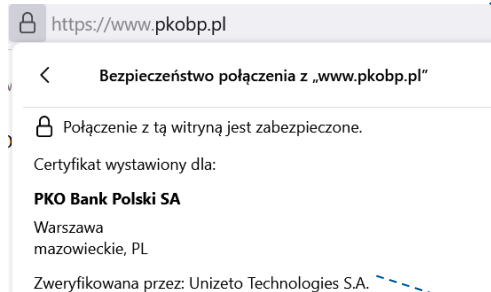 https://www.pkobp.pl
Bezpieczeństwo połączenia z „www.pkobp.pl”
Połączenie z tą witryną jest zabezpieczone.
Certyfikat wystawiony dla:
PKO Bank Polski SA
Warszawa
mazowieckie, PL
Zweryfikowana przez: Unizeto Technologies S.A.